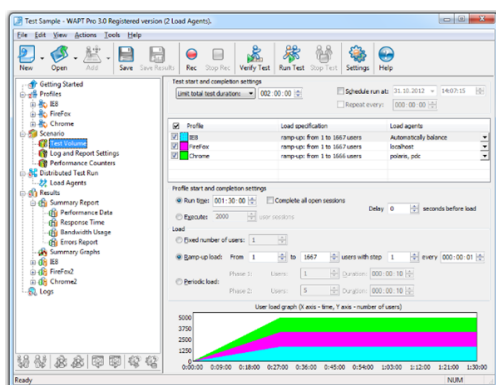 Test Sample - WAPT Pro 3.0 Registered version (2 Load Agents).
File Edit View Actions Tools Help
New Open Add Save Save Results Rec Stop Rec Verify Test Run Test Stop Test Settings Help
Getting Started
Profiles
IE8
FireFox
Chrome
Scenario
Test Volume
Log and Report Settings
Performance Counters
Distributed Test Run
Load Agents
Results
Summary Report
Performance Data
Response Time
Bandwidth Usage
Errors Report
Summary Graphs
IE8
FireFox2
Chrome2
Logs
Test start and completion settings
Limit total test duration: 002:00:00 Schedule run at: 31.10.2012 14:07:15
Repeat every: 000:00:00
Profile Load specification Load agents
IE8 ramp-up: from 1 to 1667 users Automatically balance
FireFox ramp-up: from 1 to 1667 users localhost
Chrome ramp-up: from 1 to 1666 users polaris, pdc
Profile start and completion settings
Run time: 001:30:00 Complete all open sessions
Delay 0 seconds before load
Executes 2000 user sessions
Load
Fixed number of users: 1
Ramp-up load: From 1 to 1667 users with step 1 every 000:00:01
Phase 1: Users: 1 Duration: 000:00:10
Periodic load:
Phase 2: Users: 5 Duration: 000:00:10
User load graph (X axis - time, Y axis - number of users)
5000
3750
2500
1250
0
0:00:00 0:09:00 0:18:00 0:27:00 0:36:00 0:45:00 0:54:00 1:03:00 1:12:00 1:21:00 1:30:00
Ready NUM